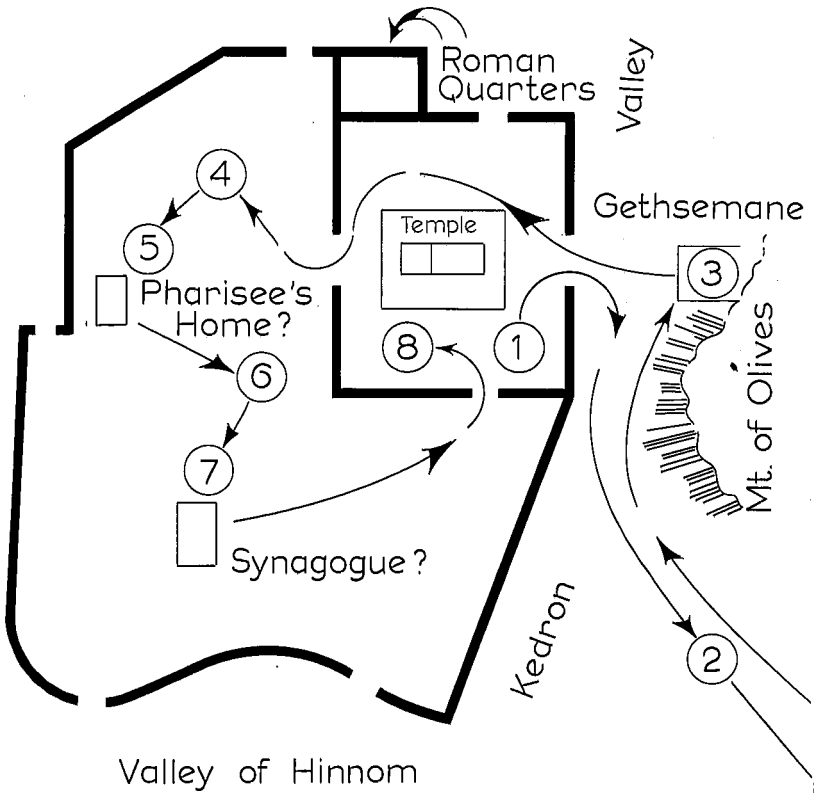 Roman
Quarters
Valley
4
Gethsemane
Temple
5
3
Pharisee's
Home?
8
1
6
Mt. of Olives
7
Synagogue?
Kedron
2
Valley of Hinnom